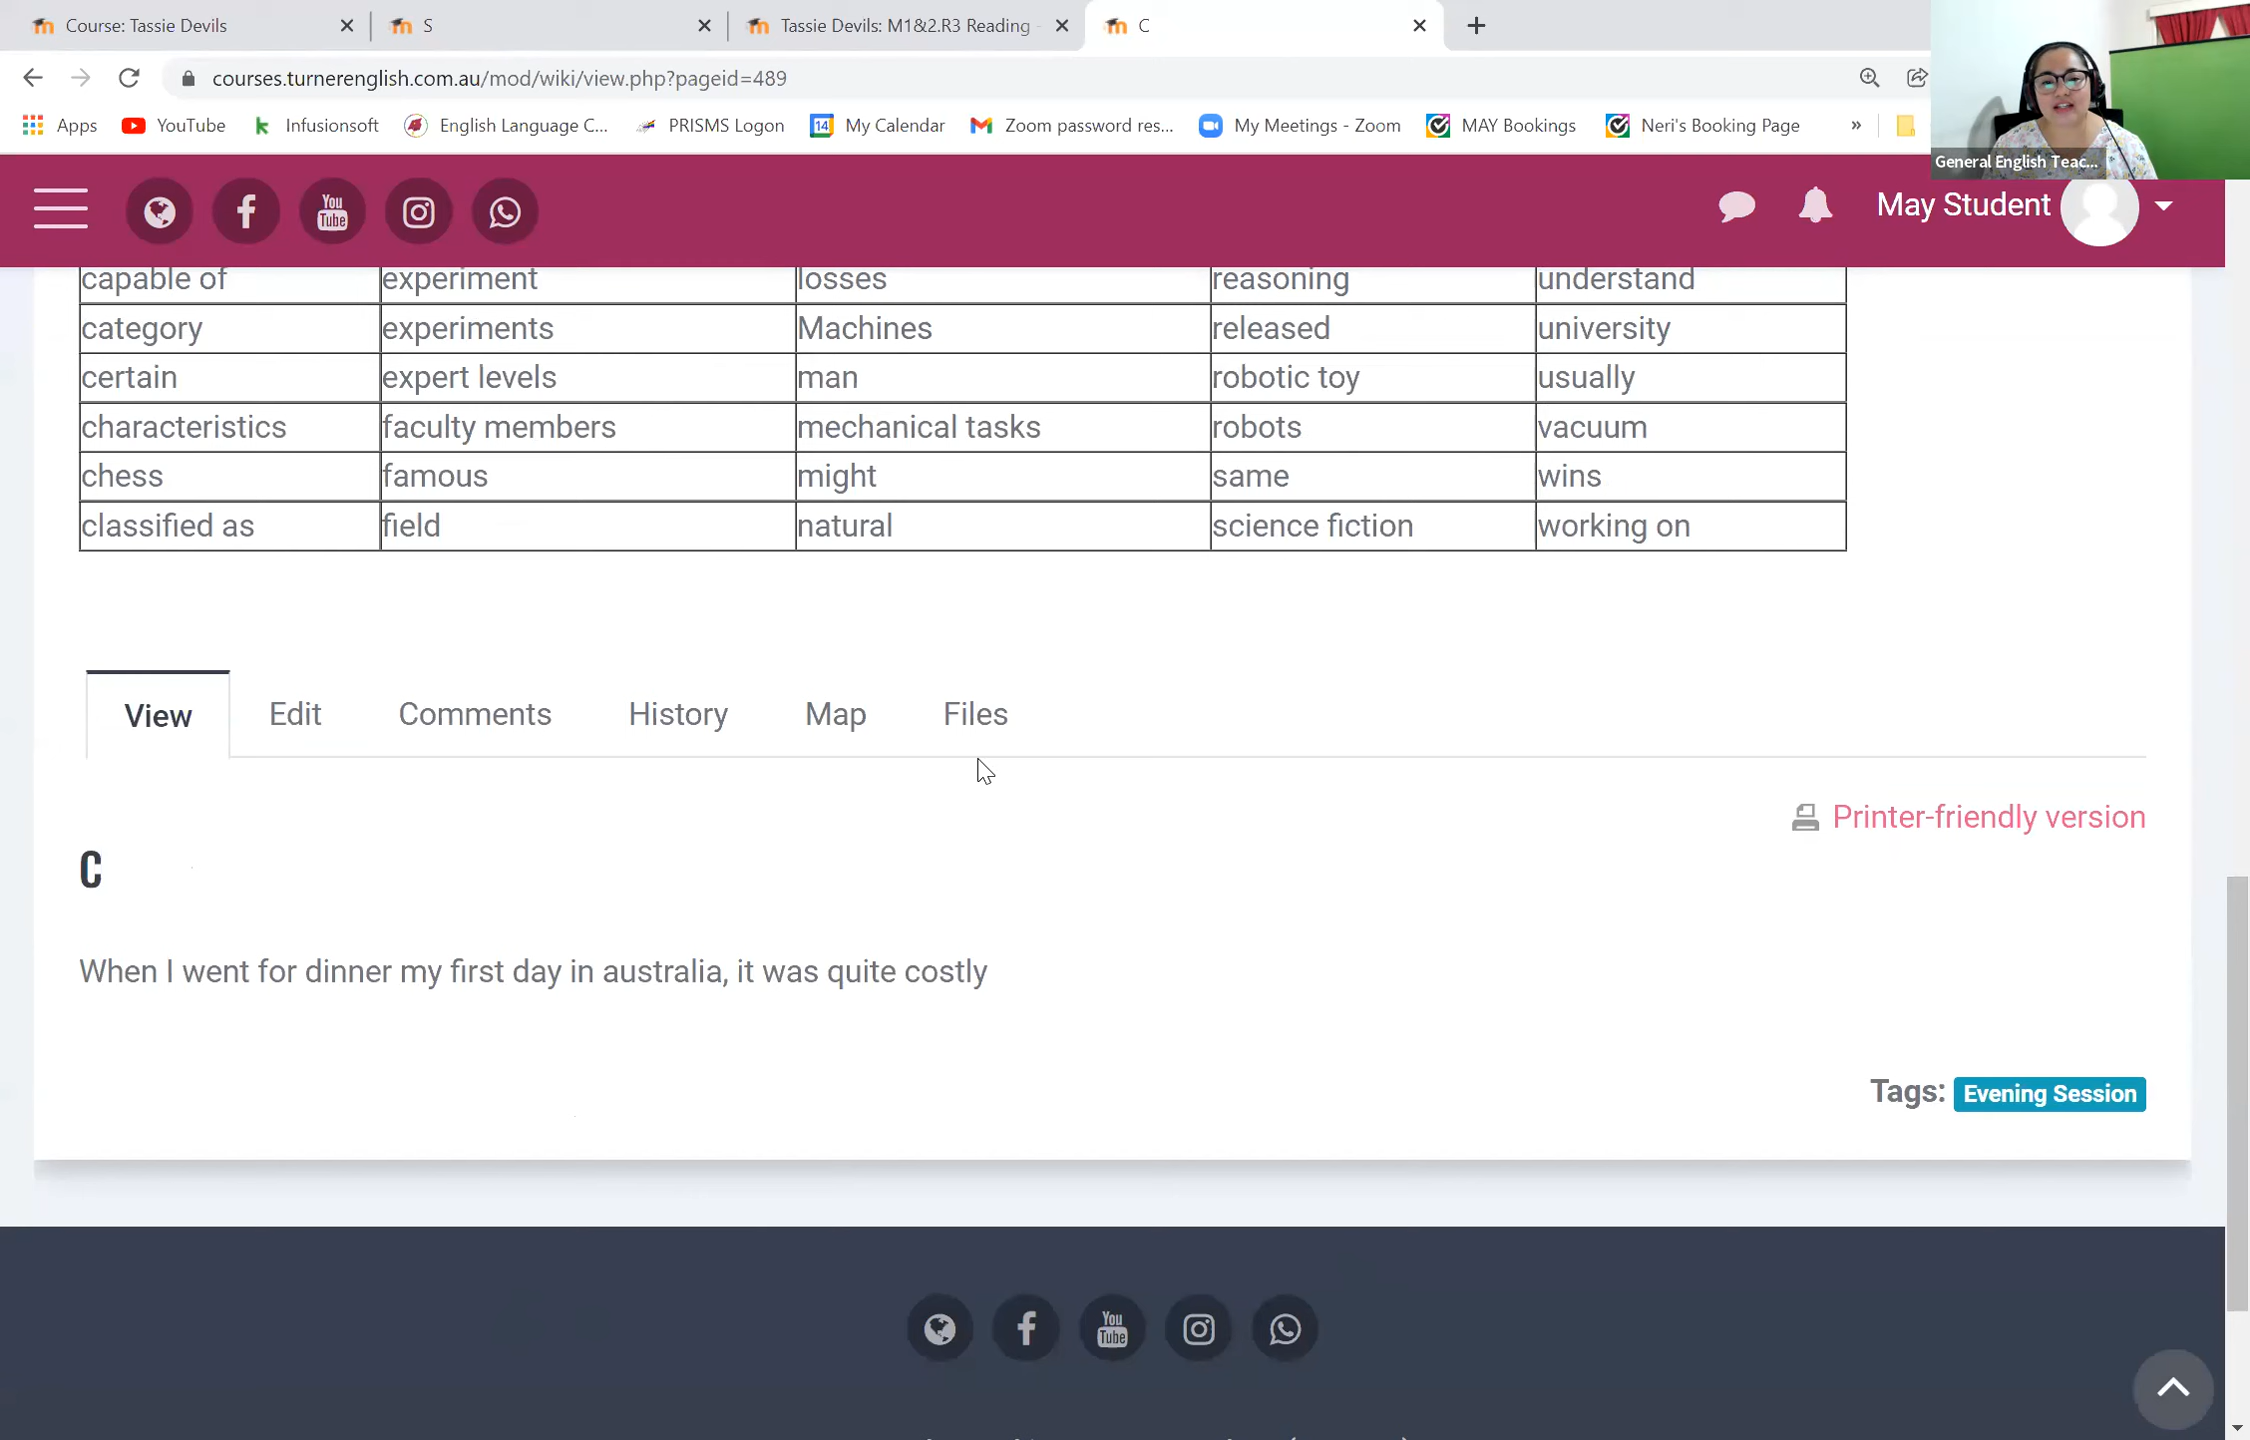 Course: Tassie Devils
S
Tassie Devils: M1&2.R3 Reading
C
courses.turnerenglish.com.au/mod/wiki/view.php?pageid=489
Apps YouTube Infusionsoft English Language C... PRISMS Logon 14 My Calendar Zoom password res... My Meetings - Zoom MAY Bookings Neri's Booking Page »
General English Teac...
You Tube
May Student
capable of experiment losses reasoning understand
category experiments Machines released university
certain expert levels man robotic toy usually
characteristics faculty members mechanical tasks robots vacuum
chess famous might same wins
classified as field natural science fiction working on
View Edit Comments History Map Files
Printer-friendly version
C
When I went for dinner my first day in australia, it was quite costly
Tags: Evening Session
You Tube